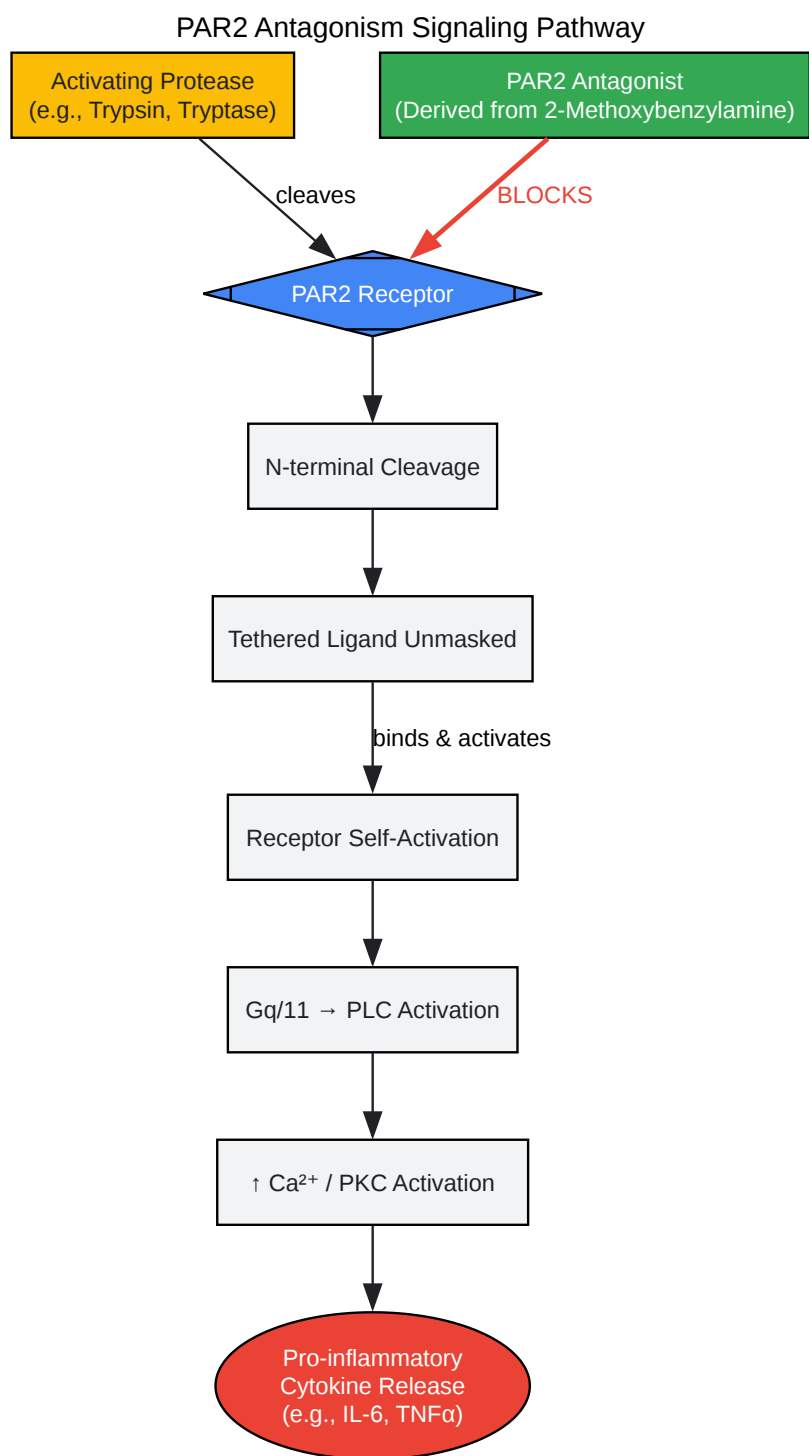 PAR2 Antagonism Signaling Pathway
Activating Protease
(e.g., Trypsin, Tryptase)
PAR2 Antagonist
(Derived from 2-Methoxybenzylamine)
cleaves
BLOCKS
PAR2 Receptor
N-terminal Cleavage
Tethered Ligand Unmasked
binds & activates
Receptor Self-Activation
Gq/11 → PLC Activation
↑ Ca²⁺ / PKC Activation
Pro-inflammatory
Cytokine Release
(e.g., IL-6, TNFα)